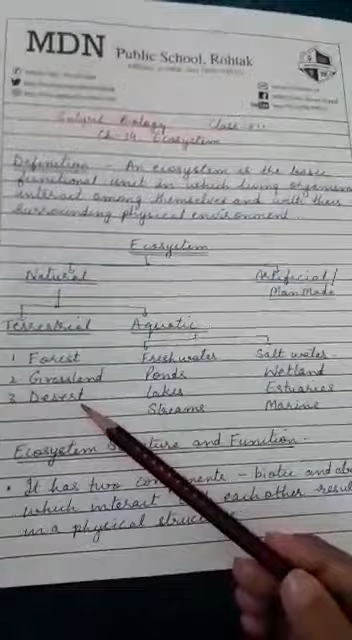 MDN Public School, Rohtak
Subject Biology Class
Ch-14 Ecosystem
Definition - An ecosystem is the basic
functional unit in which living organisms
interact among themselves and with their
surrounding physical environment.
Ecosystem
Natural Artificial/
Man Made
Terrestrial Aquatic
1 Forest Freshwater Salt water
2 Grassland Ponds Wetland
3 Desert Lakes Estuaries
Streams Marine
Ecosystem Structure and Function.
• It has two components - biotic and
which interact each other
in a physical